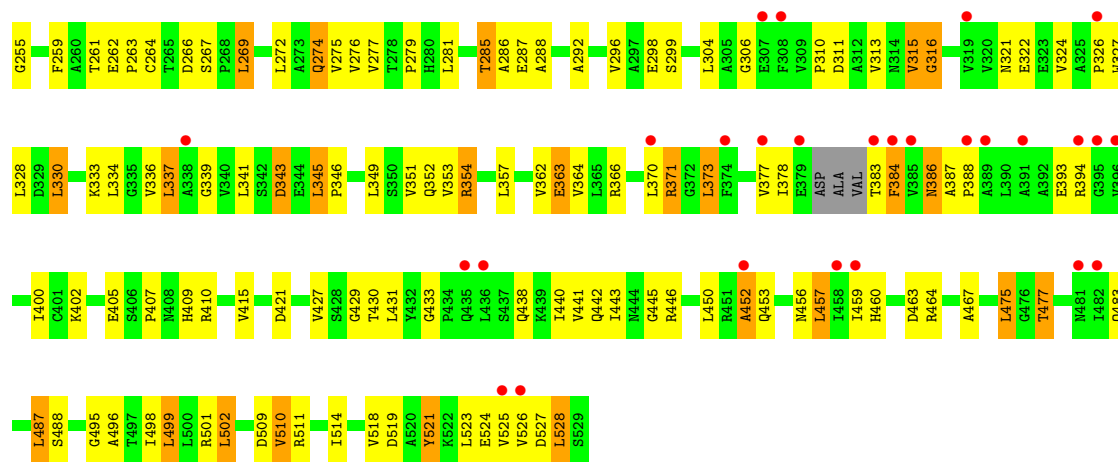 G255 F259 A260 T261 E262 P263 C264 T265 D266 S267 P268 L269 L272 A273 Q274 V275 V276 V277 T278 P279 H280 L281 T285 A286 E287 A288 A292 V296 A297 E298 S299 L304 A305 G306 E307 F308 V309 P310 D311 A312 V313 N314 V315 G316 V319 V320 N321 E322 E323 V324 A325 P326 W327
L328 D329 L330 K333 L334 G335 V336 L337 A338 G339 V340 L341 S342 D343 E344 L345 P346 L349 S350 V351 Q352 V353 R354 L357 V362 E363 V364 L365 R366 L370 R371 G372 L373 F374 V377 I378 E379 ASP ALA VAL T383 E384 V385 N386 A387 P388 A389 L390 A391 A392 E393 R394 G395
I400 C401 K402 E405 S406 P407 N408 H409 R410 V415 D421 V427 S428 G429 T430 L431 Y432 G433 P434 Q435 L436 S437 Q438 K439 I440 V441 Q442 I443 N444 G445 R446 L450 R451 A452 Q453 N456 L457 I458 I459 H460 D463 R464 A467 L475 G476 T477 N481 I482
L487 S488 G495 A496 T497 I498 L499 L500 R501 L502 D509 V510 R511 I514 V518 D519 A520 Y521 K522 L523 E524 V525 V526 D527 L528 S529